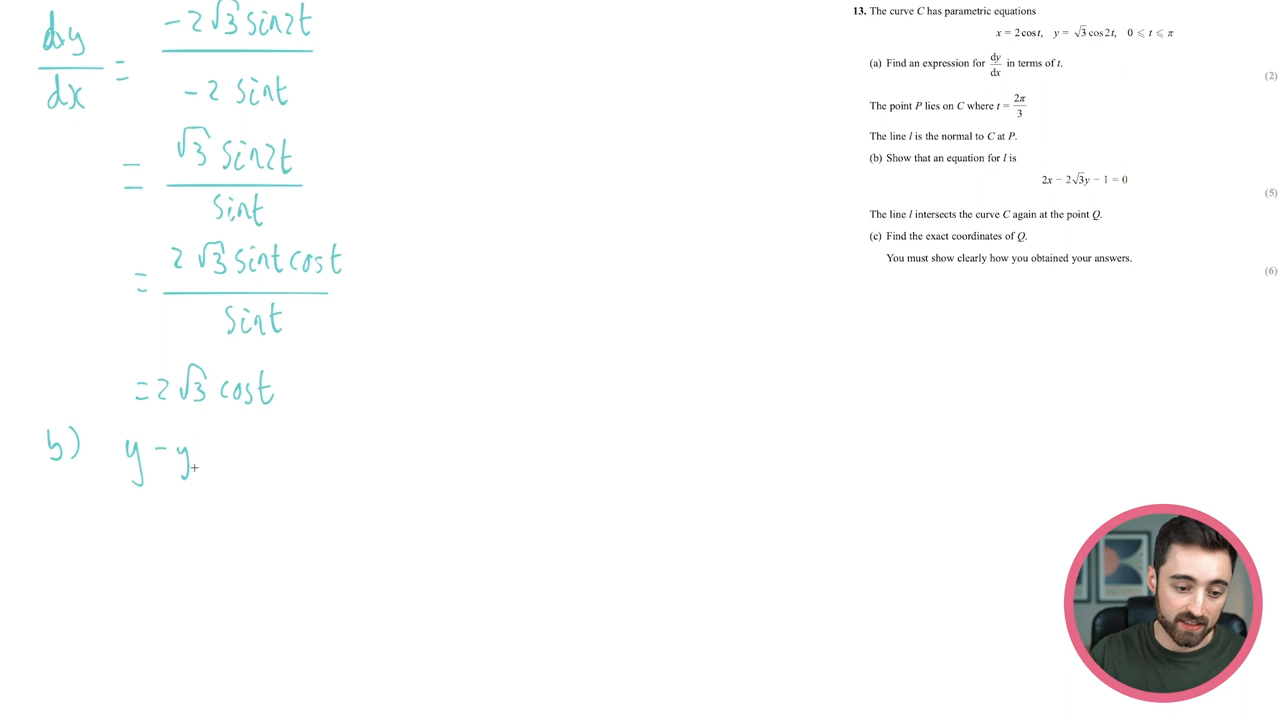 dy/dx = -2√3 sin2t / -2 sint
= √3 sin2t / sint
= 2√3 sint cost / sint
= 2√3 cost
b) y - y
13. The curve C has parametric equations
x = 2cost, y = √3 cos2t, 0 ⩽ t ⩽ π
(a) Find an expression for dy/dx in terms of t.
(2)
The point P lies on C where t = 2π/3
The line l is the normal to C at P.
(b) Show that an equation for l is
2x − 2√3y − 1 = 0
(5)
The line l intersects the curve C again at the point Q.
(c) Find the exact coordinates of Q.
You must show clearly how you obtained your answers.
(6)